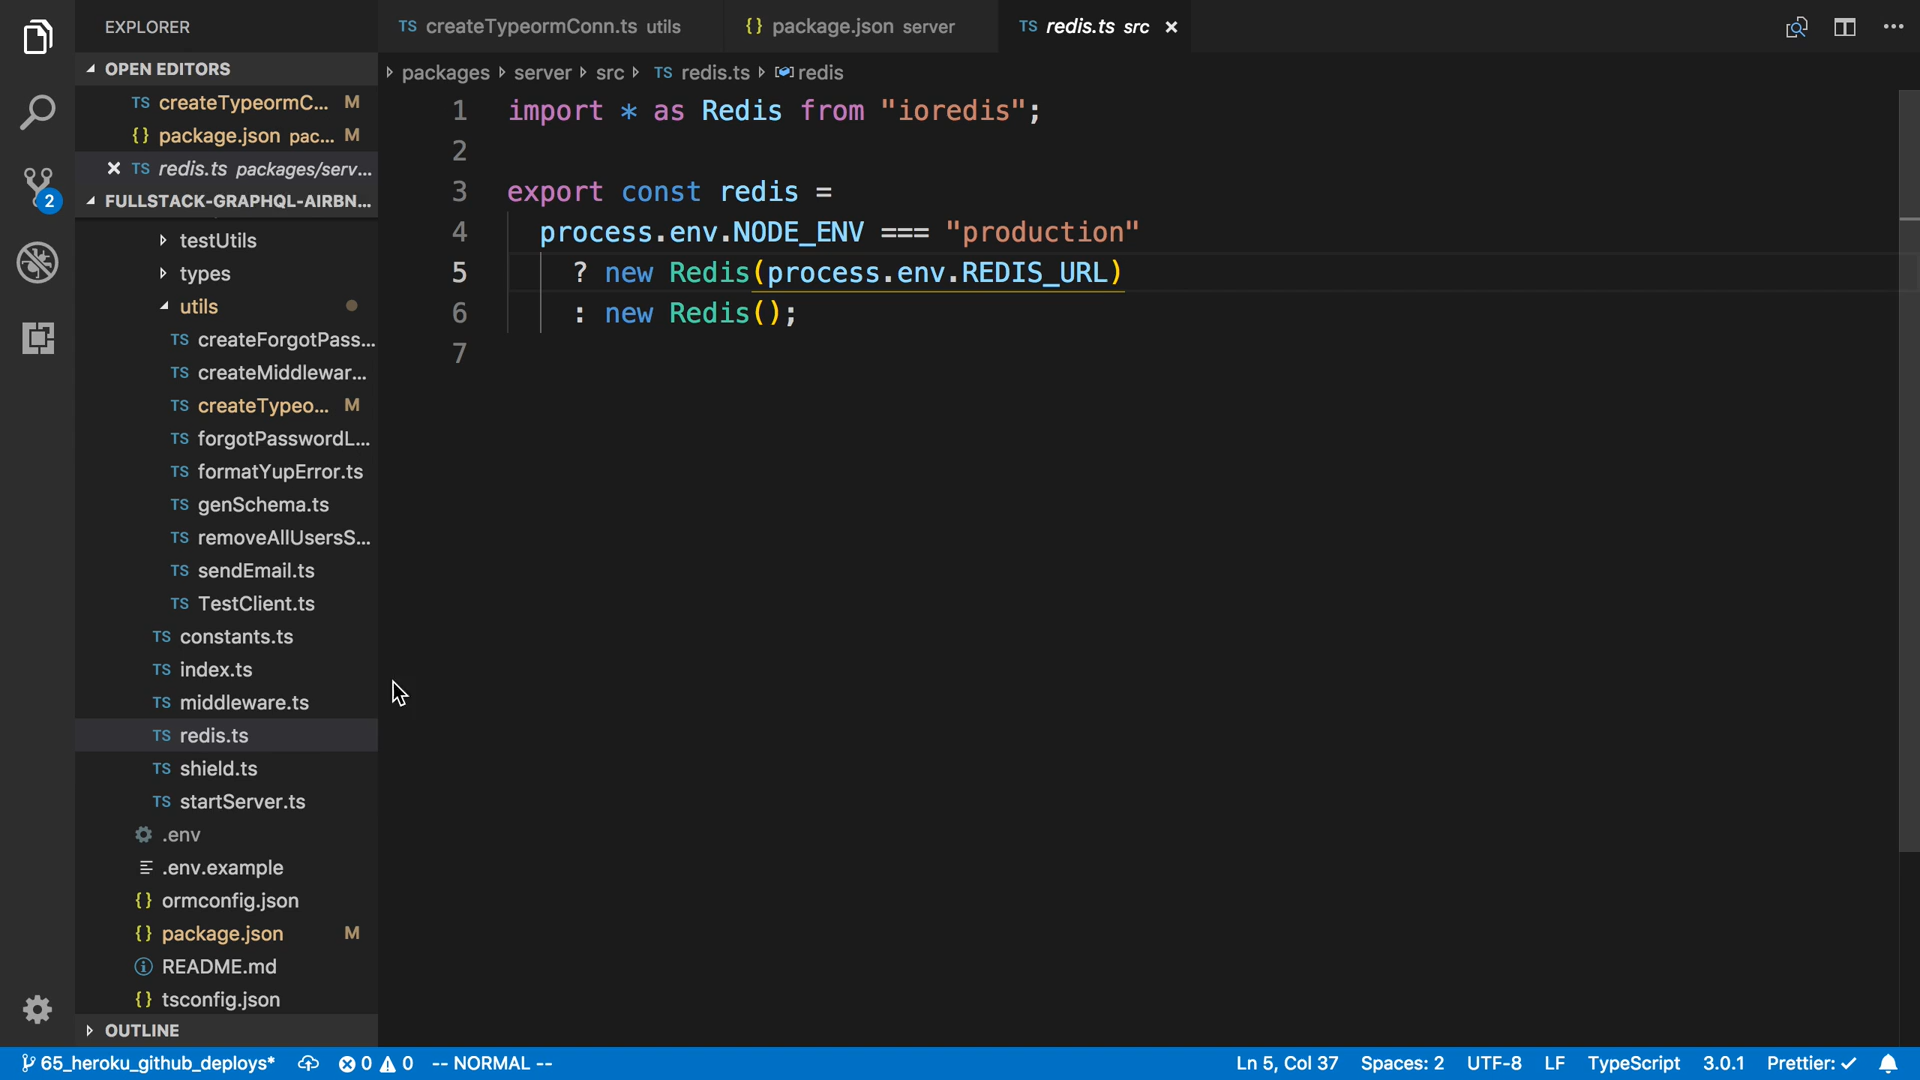 EXPLORER
OPEN EDITORS
TS createTypeormC... M
{} package.json pac... M
× TS redis.ts packages/serv...
FULLSTACK-GRAPHQL-AIRBN...
testUtils
types
utils
TS createForgotPass...
TS createMiddlewar...
TS createTypeo... M
TS forgotPasswordL...
TS formatYupError.ts
TS genSchema.ts
TS removeAllUsersS...
TS sendEmail.ts
TS TestClient.ts
TS constants.ts
TS index.ts
TS middleware.ts
TS redis.ts
TS shield.ts
TS startServer.ts
.env
.env.example
{} ormconfig.json
{} package.json M
README.md
{} tsconfig.json
OUTLINE
2
TS createTypeormConn.ts utils
{} package.json server
TS redis.ts src ×
packages server src TS redis.ts redis
1 import * as Redis from "ioredis";
2
3 export const redis =
4 process.env.NODE_ENV === "production"
5 ? new Redis(process.env.REDIS_URL)
6 : new Redis();
7
65_heroku_github_deploys* 0 0 -- NORMAL -- Ln 5, Col 37 Spaces: 2 UTF-8 LF TypeScript 3.0.1 Prettier: ✓